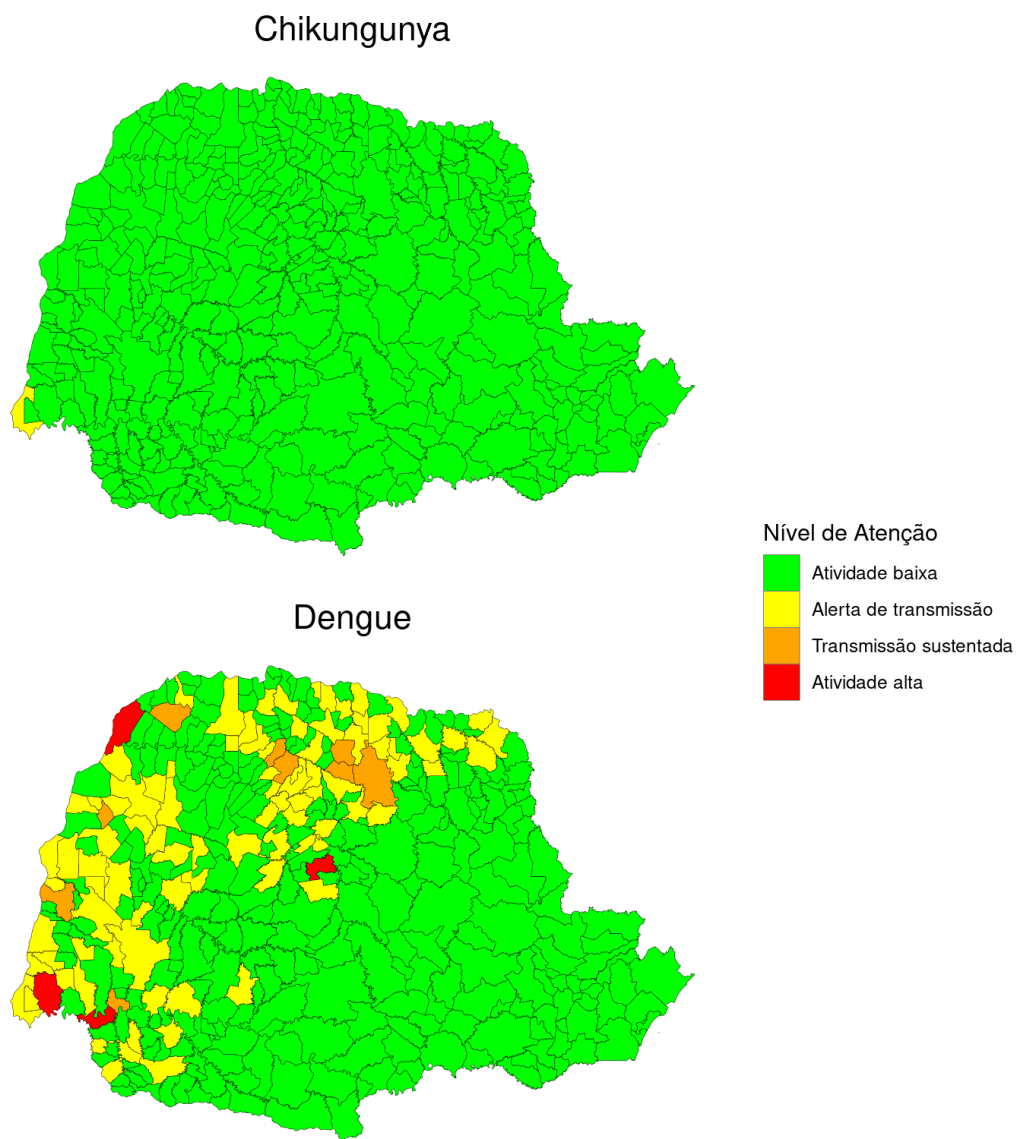 Chikungunya
Dengue
Nível de Atenção
Atividade baixa
Alerta de transmissão
Transmissão sustentada
Atividade alta